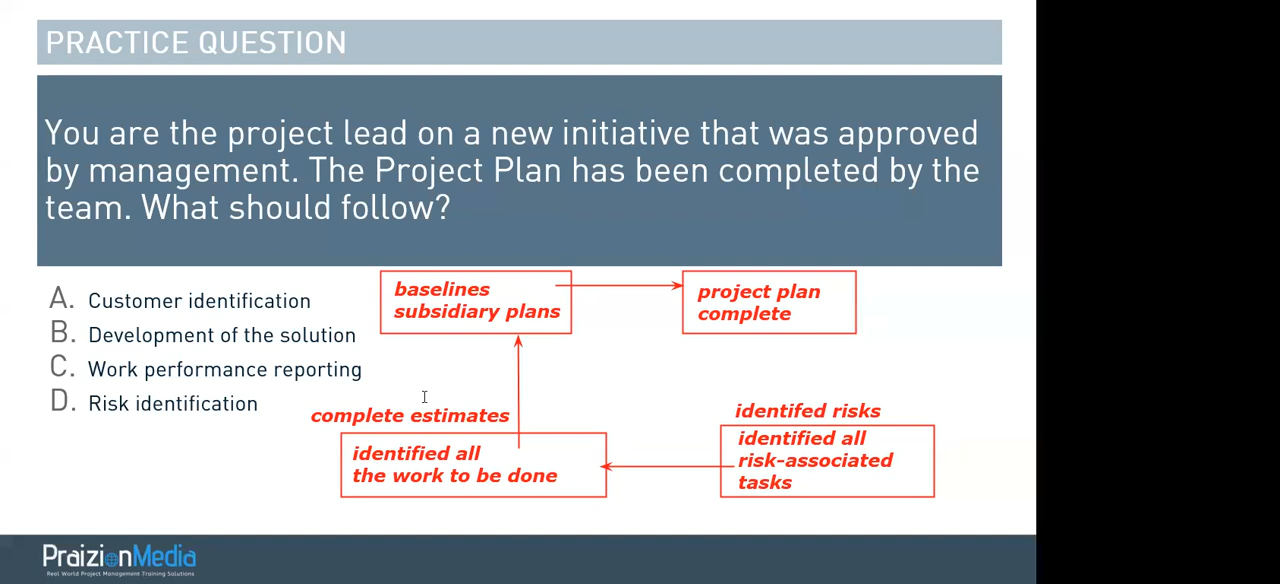 PRACTICE QUESTION
You are the project lead on a new initiative that was approved
by management. The Project Plan has been completed by the
team. What should follow?
A. Customer identification
B. Development of the solution
C. Work performance reporting
D. Risk identification
baselines
subsidiary plans
project plan
complete
complete estimates
identified all
the work to be done
identifed risks
identified all
risk-associated
tasks
PraizionMedia
Real World Project Management Training Solutions